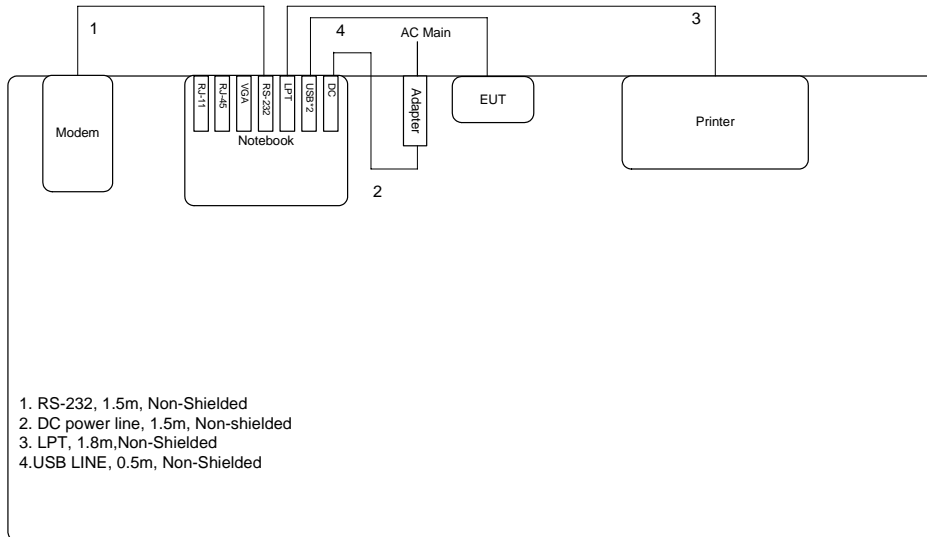 1
4
AC Main
3
RJ-11
RJ-45
VGA
RS-232
LPT
USB*2
DC
Adapter
EUT
Modem
Notebook
Printer
2
1. RS-232, 1.5m, Non-Shielded
2. DC power line, 1.5m, Non-shielded
3. LPT, 1.8m,Non-Shielded
4.USB LINE, 0.5m, Non-Shielded